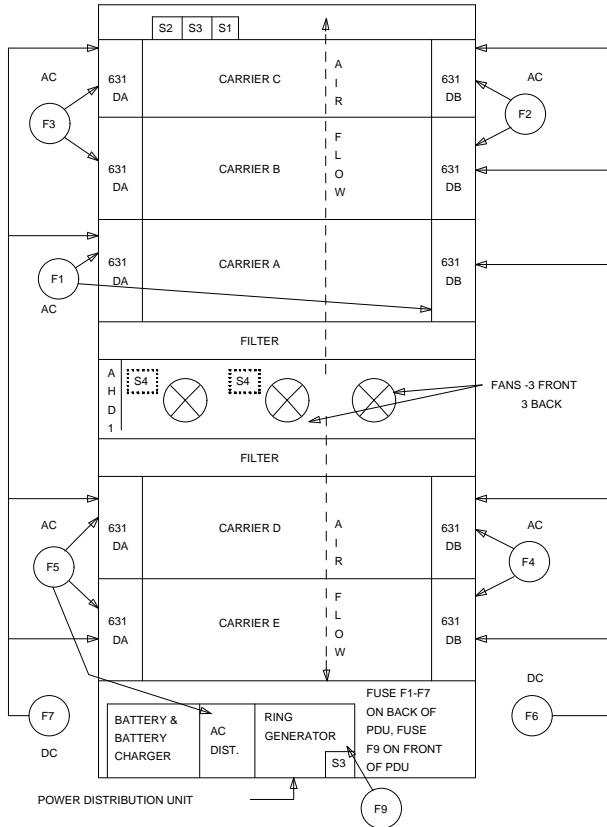 S2 S3 S1
AC
631
DA
CARRIER C
A
I
R
631
DB
AC
F3
F2
F
L
O
W
631
DA
CARRIER B
631
DB
631
DA
CARRIER A
631
DB
F1
AC
FILTER
A
H
D
1
S4
S4
FANS -3 FRONT
3 BACK
FILTER
AC
631
DA
CARRIER D
A
I
R
631
DB
AC
F5
F4
631
DA
CARRIER E
F
L
O
W
631
DB
F7
DC
BATTERY &
BATTERY
CHARGER
AC
DIST.
RING
GENERATOR
S3
FUSE F1-F7
ON BACK OF
PDU, FUSE
F9 ON FRONT
OF PDU
DC
F6
POWER DISTRIBUTION UNIT
F9